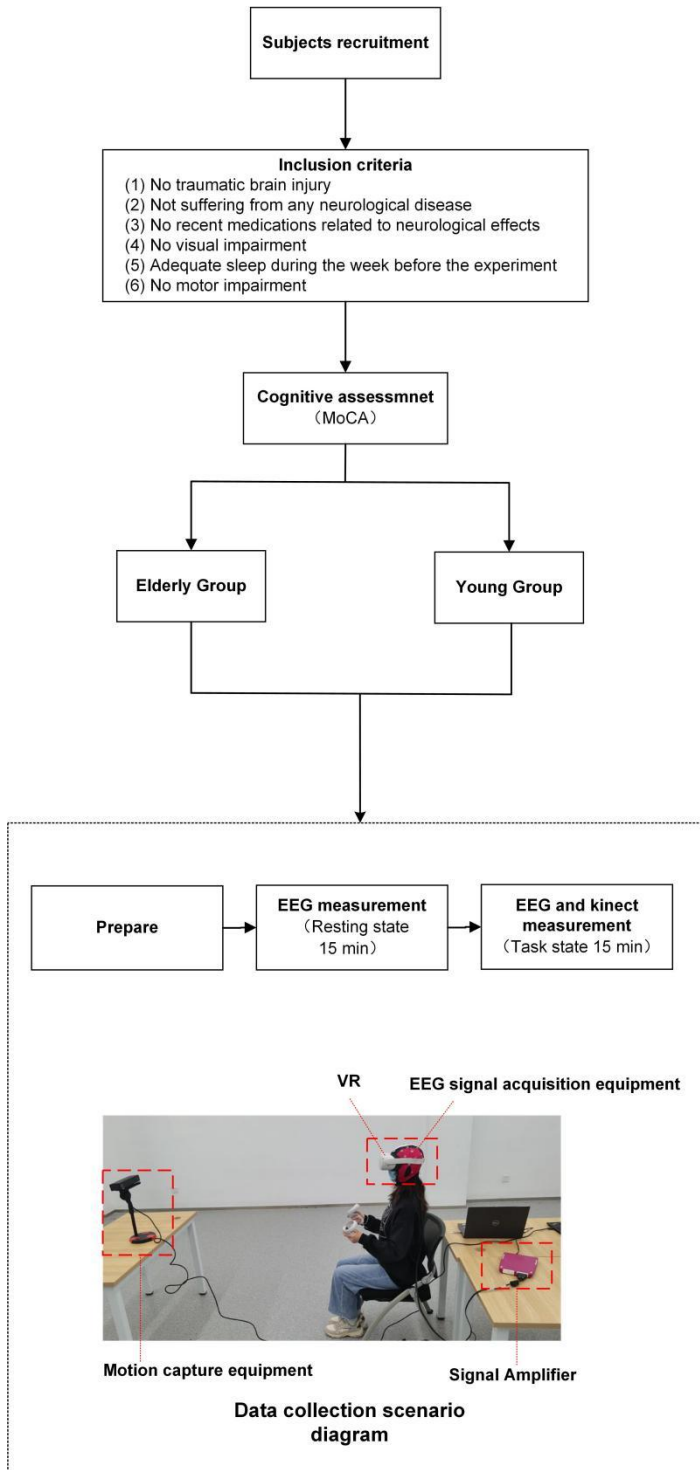 Subjects recruitment
Inclusion criteria
(1) No traumatic brain injury
(2) Not suffering from any neurological disease
(3) No recent medications related to neurological effects
(4) No visual impairment
(5) Adequate sleep during the week before the experiment
(6) No motor impairment
Cognitive assessmnet
（MoCA）
Elderly Group
Young Group
Prepare
EEG measurement
（Resting state
15 min）
EEG and kinect
measurement
（Task state 15 min）
VR
EEG signal acquisition equipment
Motion capture equipment
Signal Amplifier
Data collection scenario
diagram